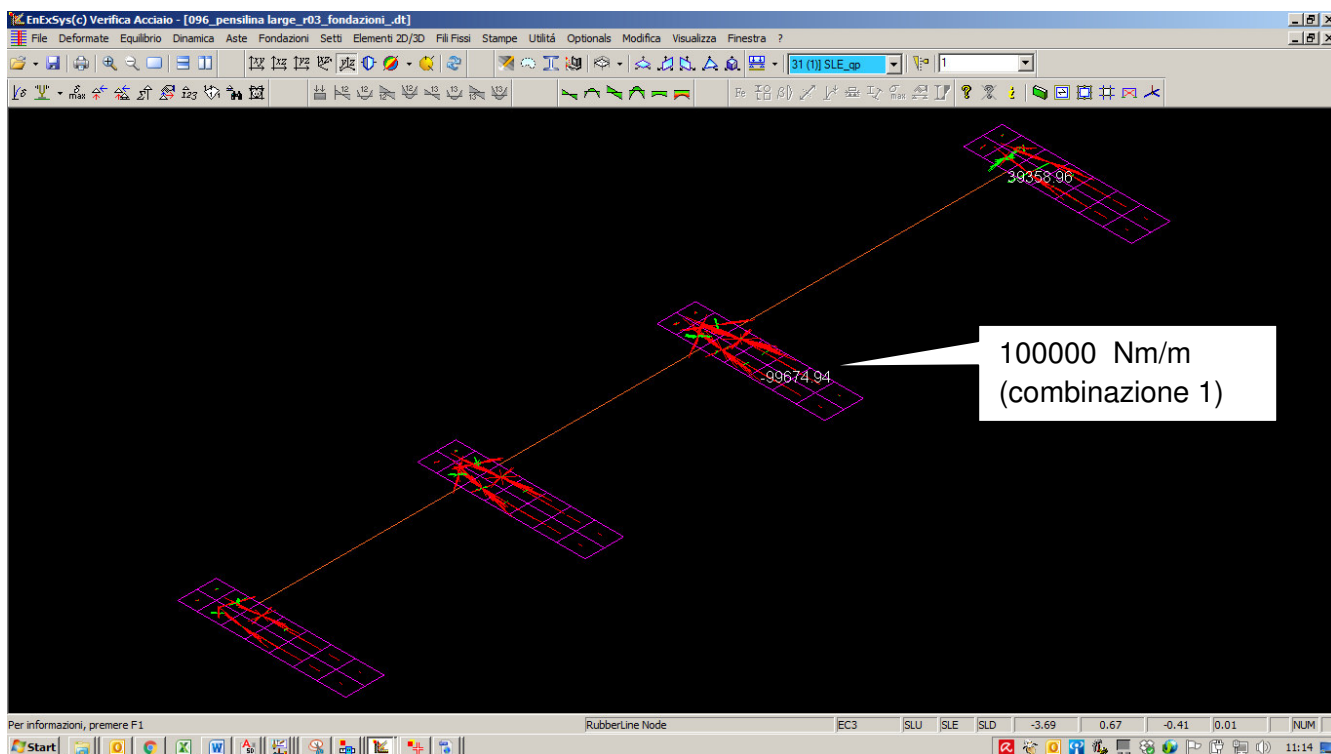 EnExSys(c) Verifica Acciaio - [096_pensilina large_r03_fondazioni_.dt]
File Deformate Equilibrio Dinamica Aste Fondazioni Setti Elementi 2D/3D Fili Fissi Stampe Utilitá Optionals Modifica Visualizza Finestra ?
31 (1)] SLE_qp
1
39358.96
-99674.94
100000 Nm/m
(combinazione 1)
Per informazioni, premere F1 RubberLine Node EC3 SLU SLE SLD -3.69 0.67 -0.41 0.01 NUM
Start 11:14